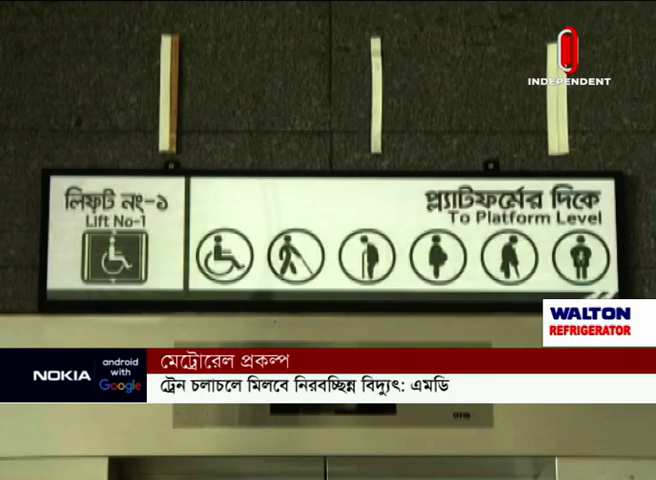 INDEPENDENT
লিফ্ট নং-১
Lift No-1
প্ল্যাটফর্মের দিকে
To Platform Level
WALTON
REFRIGERATOR
NOKIA
android
with
Google
মেট্রোরেল প্রকল্প
ট্রেন চলাচলে মিলবে নিরবচ্ছিন্ন বিদ্যুৎ: এমডি
OTIS